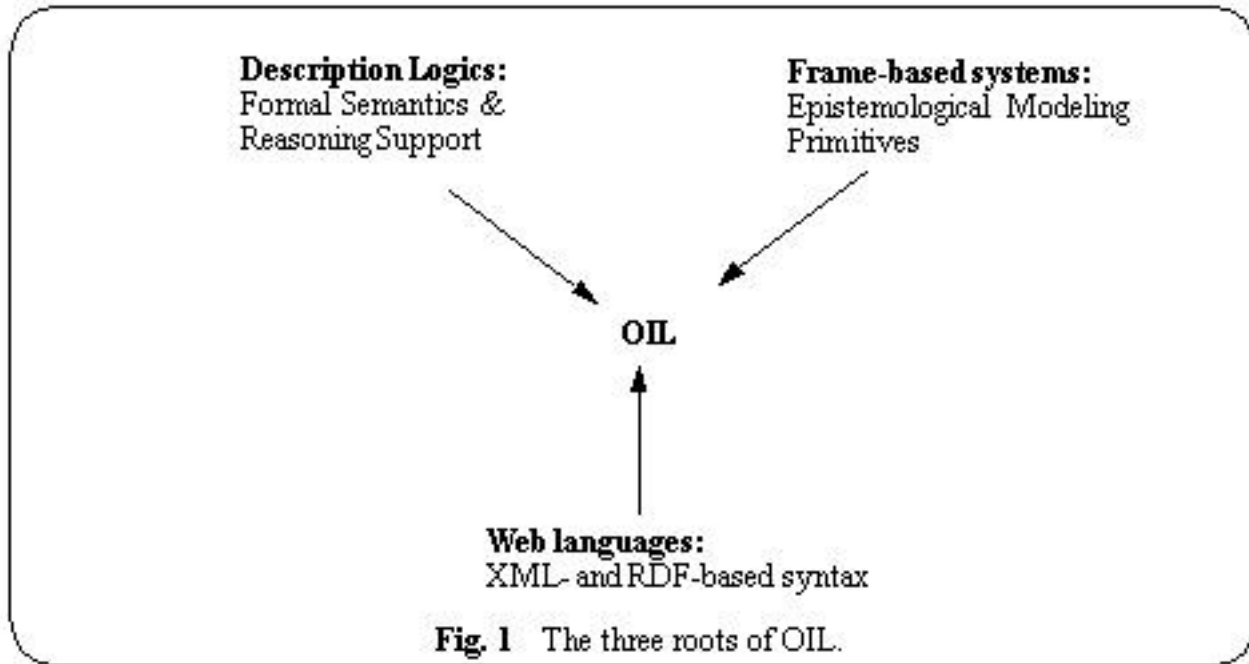 Description Logics:
Formal Semantics &
Reasoning Support
Frame-based systems:
Epistemological Modeling
Primitives
OIL
Web languages:
XML- and RDF-based syntax
Fig. 1 The three roots of OIL.